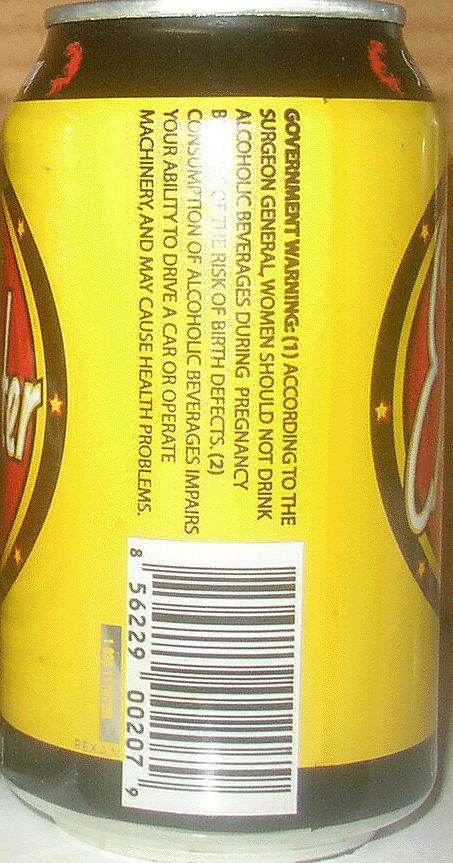 GOVERNMENT WARNING: (1) ACCORDING TO THE
SURGEON GENERAL, WOMEN SHOULD NOT DRINK
ALCOHOLIC BEVERAGES DURING PREGNANCY
OF THE RISK OF BIRTH DEFECTS. (2)
CONSUMPTION OF ALCOHOLIC BEVERAGES IMPAIRS
YOUR ABILITY TO DRIVE A CAR OR OPERATE
MACHINERY, AND MAY CAUSE HEALTH PROBLEMS.
8 56229 00207 9
er